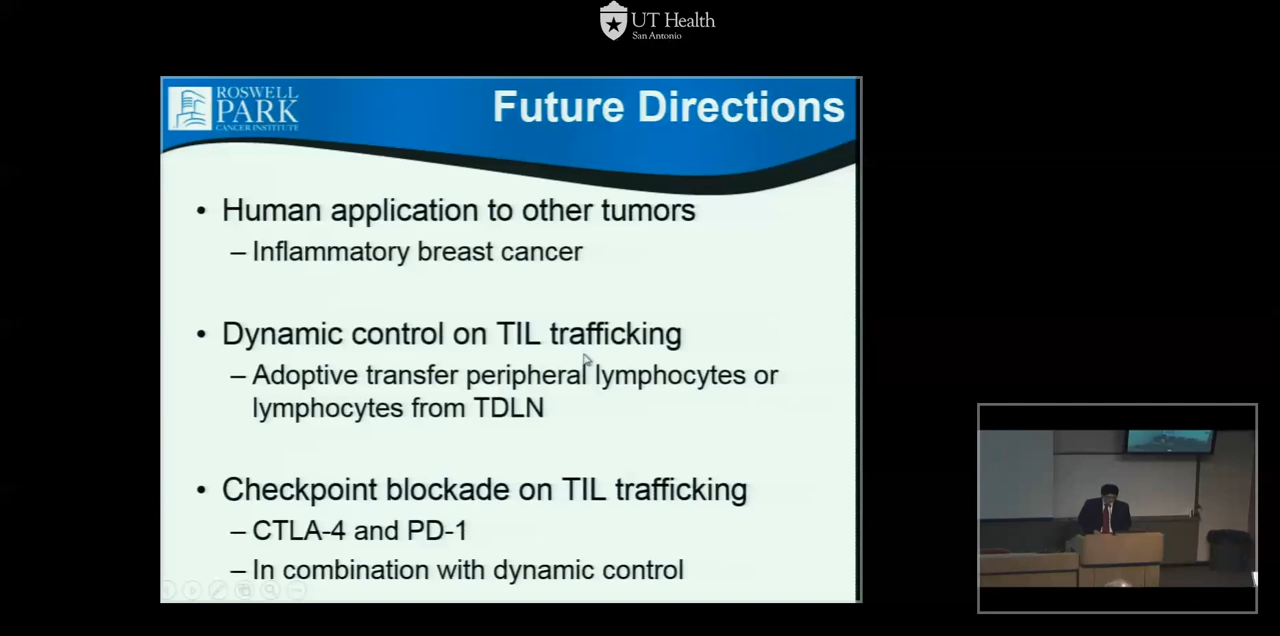 UT Health
San Antonio
ROSWELL
PARK
CANCER INSTITUTE
Future Directions
• Human application to other tumors
– Inflammatory breast cancer
• Dynamic control on TIL trafficking
– Adoptive transfer peripheral lymphocytes or
lymphocytes from TDLN
• Checkpoint blockade on TIL trafficking
– CTLA-4 and PD-1
– In combination with dynamic control